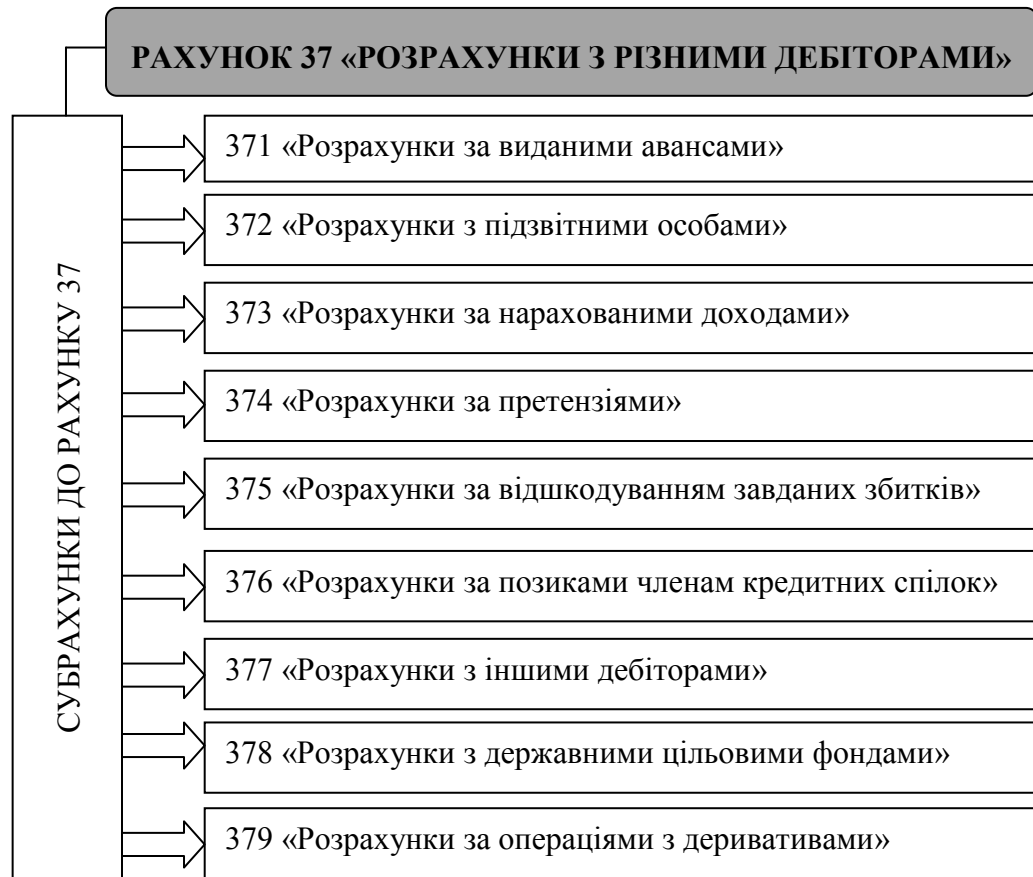 РАХУНОК 37 «РОЗРАХУНКИ З РІЗНИМИ ДЕБІТОРАМИ»
СУБРАХУНКИ ДО РАХУНКУ 37
371 «Розрахунки за виданими авансами»
372 «Розрахунки з підзвітними особами»
373 «Розрахунки за нарахованими доходами»
374 «Розрахунки за претензіями»
375 «Розрахунки за відшкодуванням завданих збитків»
376 «Розрахунки за позиками членам кредитних спілок»
377 «Розрахунки з іншими дебіторами»
378 «Розрахунки з державними цільовими фондами»
379 «Розрахунки за операціями з деривативами»